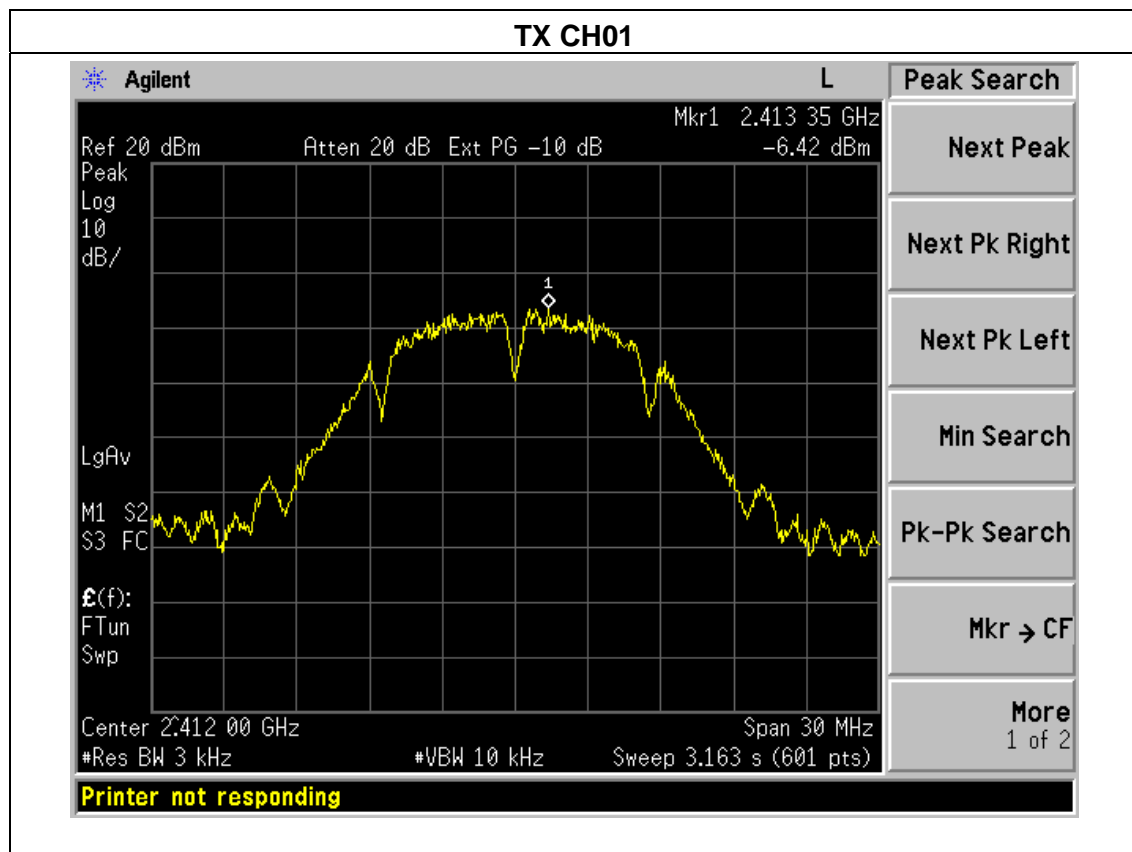 TX CH01
Agilent
L
Peak Search
Mkr1 2.413 35 GHz
Ref 20 dBm Atten 20 dB Ext PG -10 dB -6.42 dBm
Peak
Log
10
dB/
1
LgAv
M1 S2
S3 FC
£(f):
FTun
Swp
Center 2.412 00 GHz Span 30 MHz
#Res BW 3 kHz #VBW 10 kHz Sweep 3.163 s (601 pts)
Printer not responding
Next Peak
Next Pk Right
Next Pk Left
Min Search
Pk-Pk Search
Mkr → CF
More
1 of 2